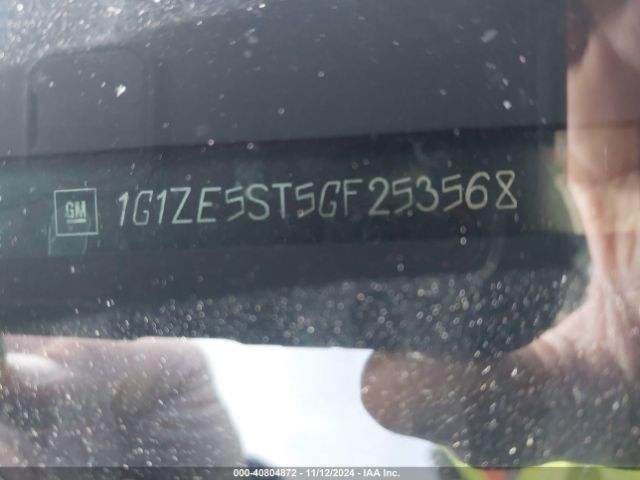 GM 1G1ZE5ST5GF253568
000-40804872 - 11/12/2024 - IAA Inc.